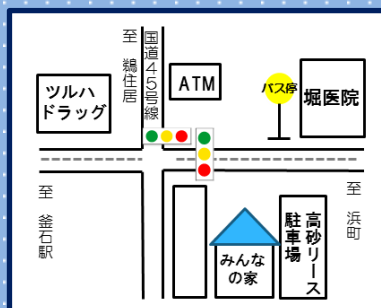 至 鵜住居
国道45号線
ツルハ
ドラッグ
ATM
バス停
堀医院
至 釜石駅
みんな
の家
高砂リース
駐車場
至 浜町